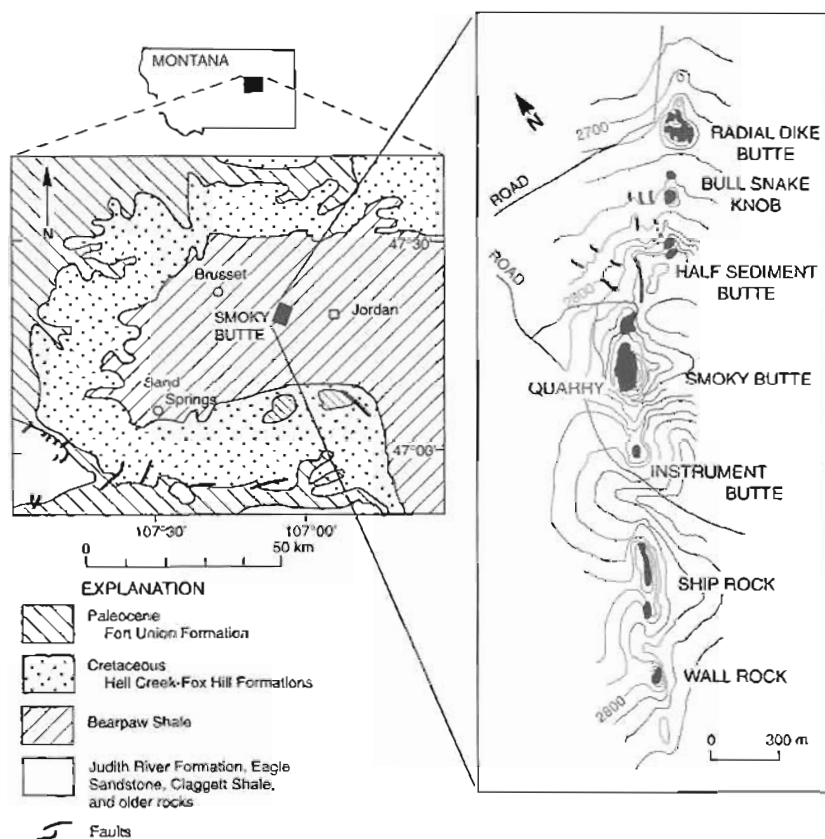 MONTANA
N
47°30'
Brusset
SMOKY
BUTTE
Jordan
Sand
Springs
47°00'
107°30'
107°00'
0
50 km
EXPLANATION
Paleocene
Fort Union Formation
Cretaceous
Hell Creek-Fox Hill Formations
Bearpaw Shale
Judith River Formation, Eagle
Sandstone, Claggett Shale,
and older rocks
Faults
N
2700
RADIAL DIKE
BUTTE
ROAD
BULL SNAKE
KNOB
ROAD
2800
HALF SEDIMENT
BUTTE
SMOKY BUTTE
QUARRY
INSTRUMENT
BUTTE
SHIP ROCK
WALL ROCK
2800
0
300 m